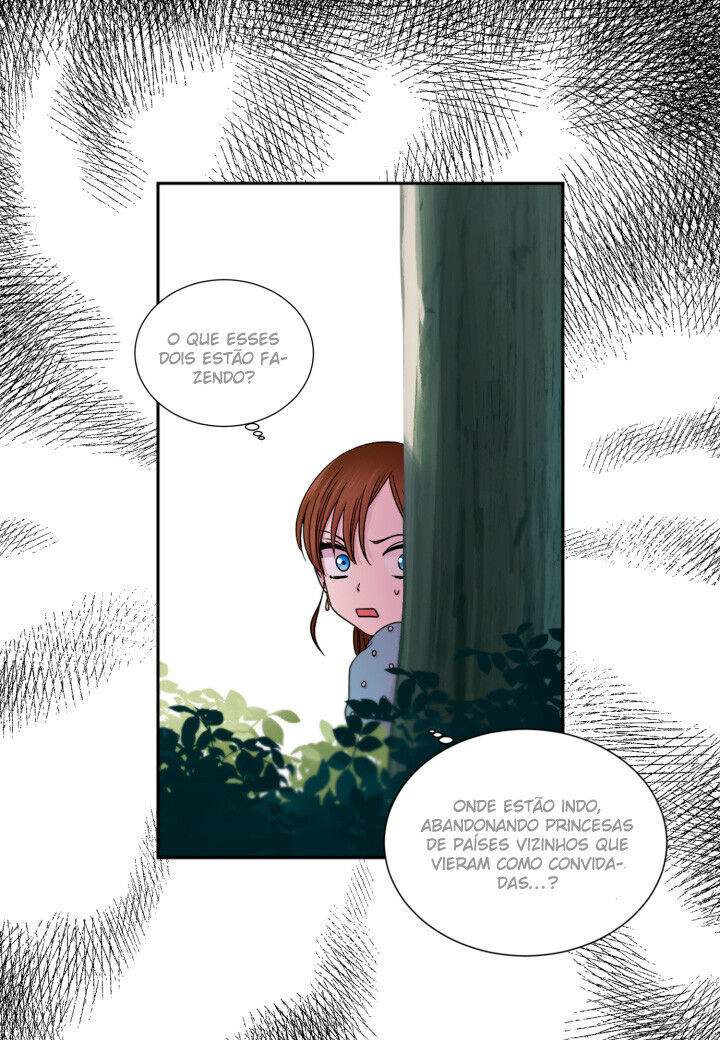 O QUE ESSES
DOIS ESTÃO FA-
ZENDO?
ONDE ESTÃO INDO,
ABANDONANDO PRINCESAS
DE PAÍSES VIZINHOS QUE
VIERAM COMO CONVIDA-
DAS...?